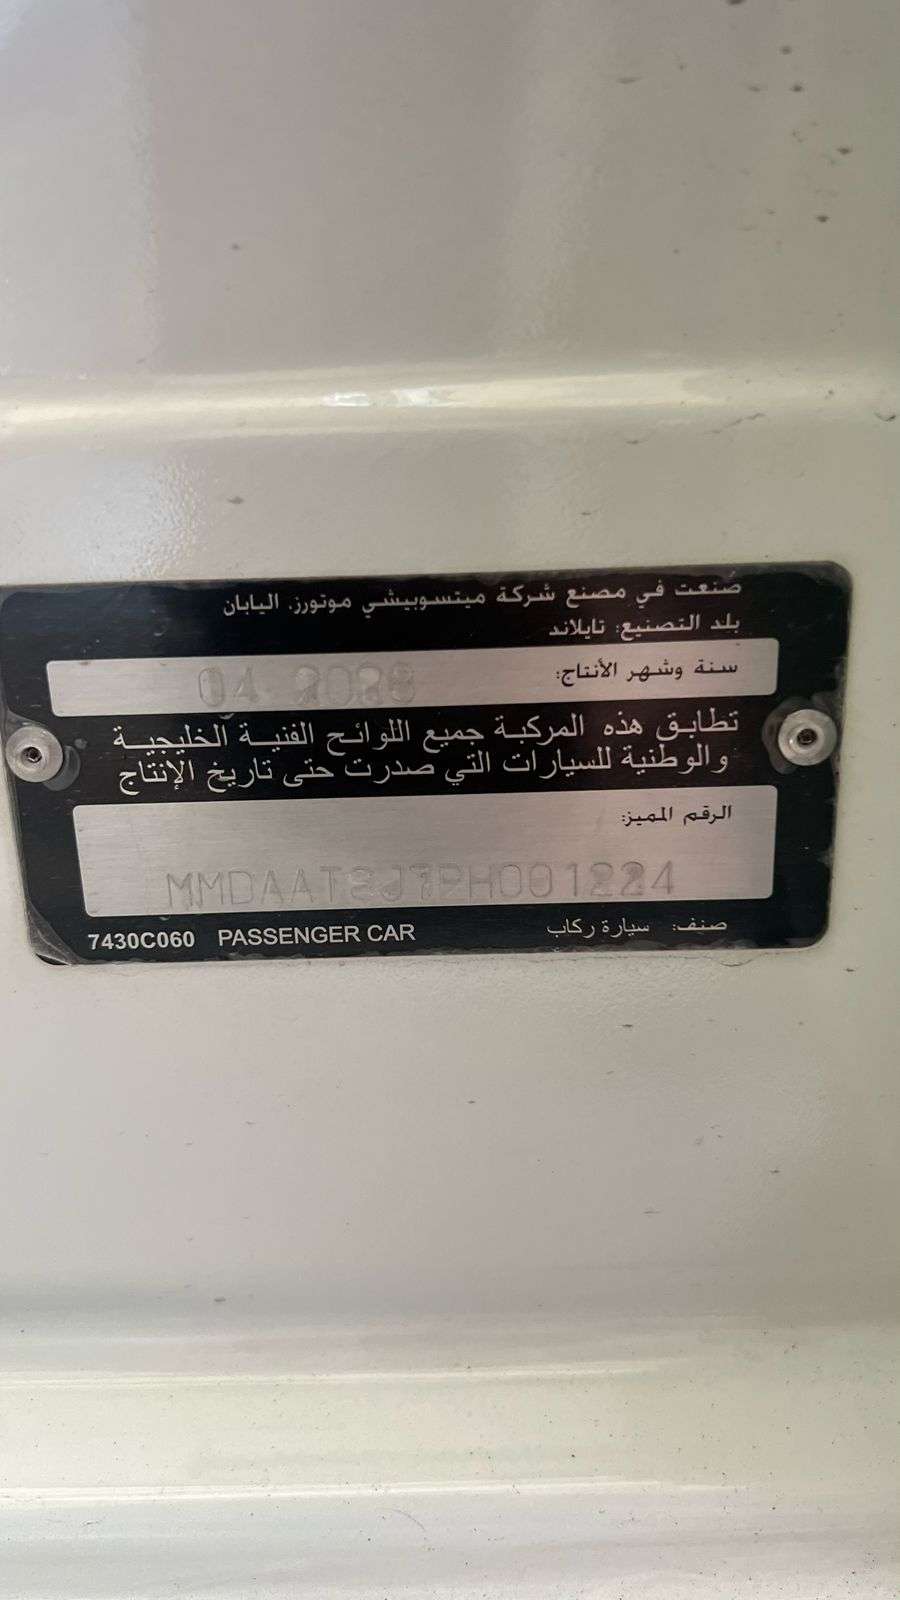 صنعت في مصنع شركة ميتسوبيشي موتورز. اليابان
بلد التصنيع: تايلاند
سنة وشهر الأنتاج: 04
تطابق هذه المركبة جميع اللوائح الفنية الخليجية
والوطنية للسيارات التي صدرت حتى تاريخ الإنتاج
الرقم المميز:
صنف: سيارة ركاب
7430C060 PASSENGER CAR